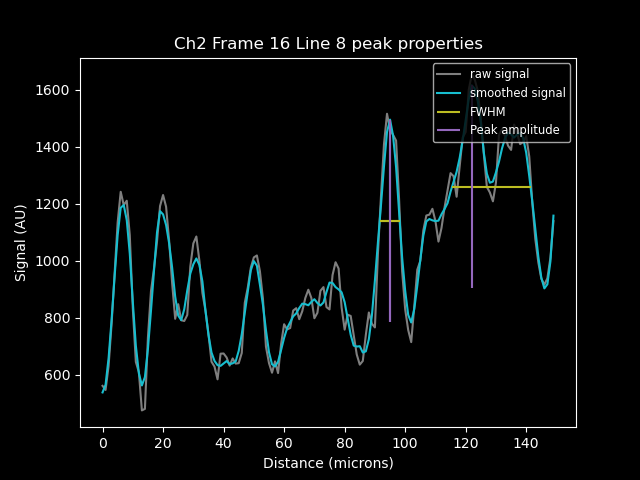 Ch2 Frame 16 Line 8 peak properties
raw signal
smoothed signal
FWHM
Peak amplitude
1600
1400
1200
1000
800
600
Signal (AU)
0 20 40 60 80 100 120 140
Distance (microns)